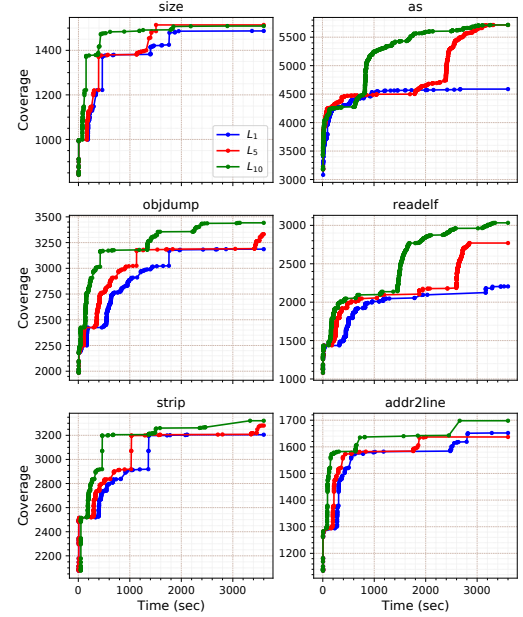 size
as
Coverage
1400
1200
1000
L1
L5
L10
5500
5000
4500
4000
3500
3000
objdump
readelf
Coverage
3500
3250
3000
2750
2500
2250
2000
3000
2500
2000
1500
1000
strip
addr2line
Coverage
3200
3000
2800
2600
2400
2200
1700
1600
1500
1400
1300
1200
0 1000 2000 3000
0 1000 2000 3000
Time (sec)
Time (sec)